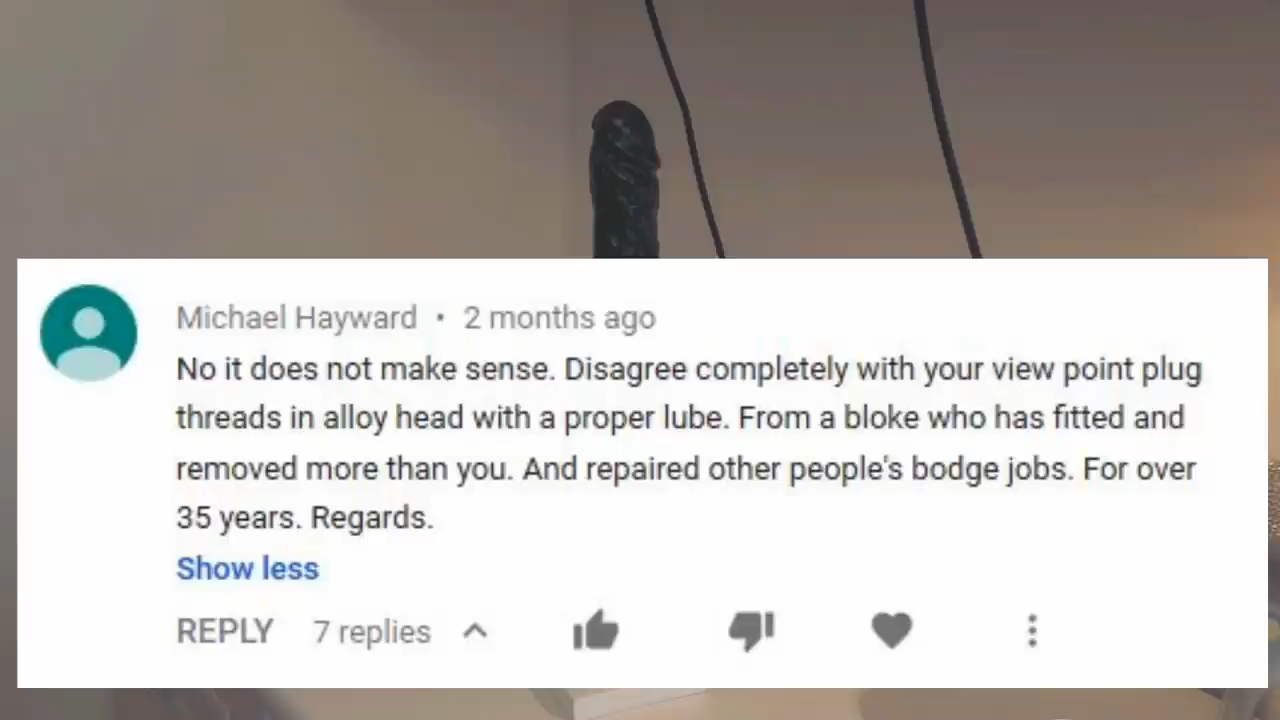 Michael Hayward • 2 months ago
No it does not make sense. Disagree completely with your view point plug
threads in alloy head with a proper lube. From a bloke who has fitted and
removed more than you. And repaired other people's bodge jobs. For over
35 years. Regards.
Show less
REPLY 7 replies